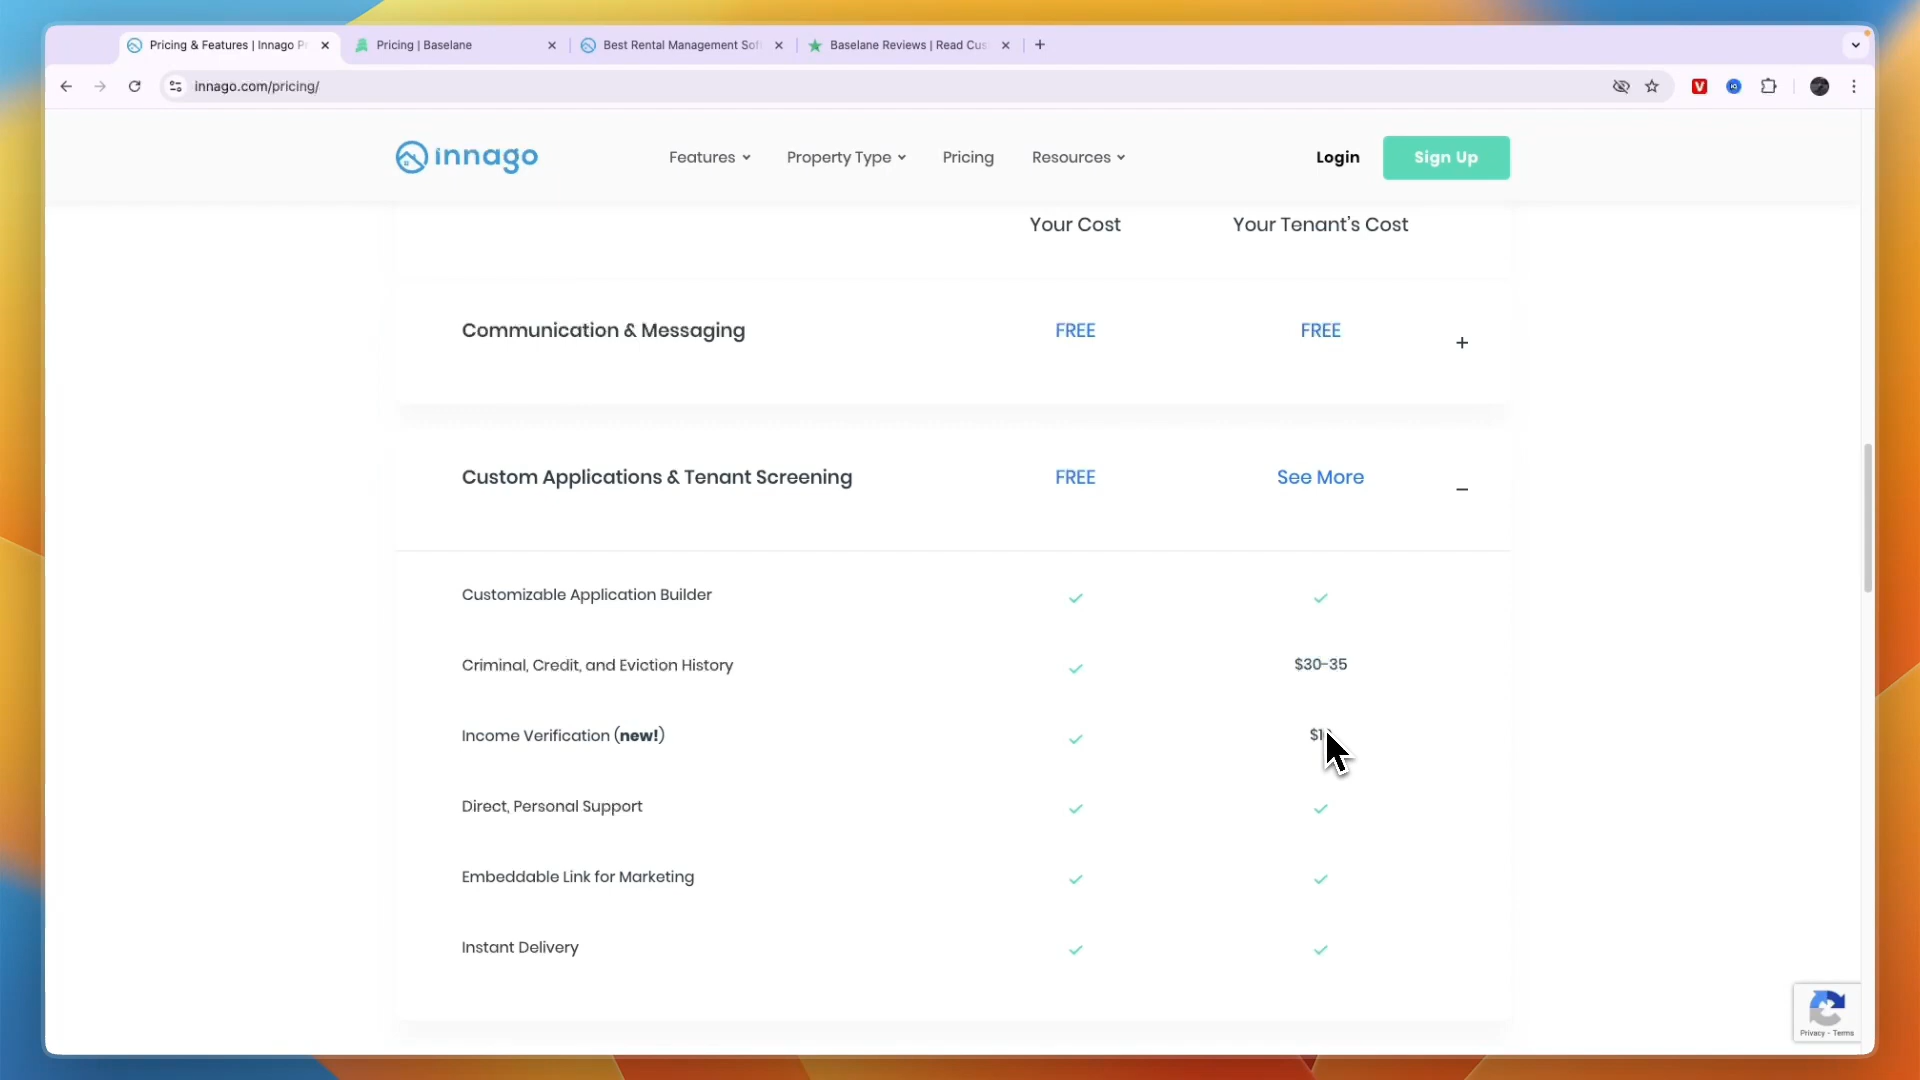 Pricing & Features | Innago P
Pricing | Baselane
Best Rental Management Sof
Baselane Reviews | Read Cus
innago.com/pricing/
innago
Features
Property Type
Pricing
Resources
Login
Sign Up
Your Cost
Your Tenant's Cost
Communication & Messaging
FREE
FREE
+
Custom Applications & Tenant Screening
FREE
See More
Customizable Application Builder
Criminal, Credit, and Eviction History
$30-35
Income Verification (new!)
Direct, Personal Support
Embeddable Link for Marketing
Instant Delivery
Privacy - Terms